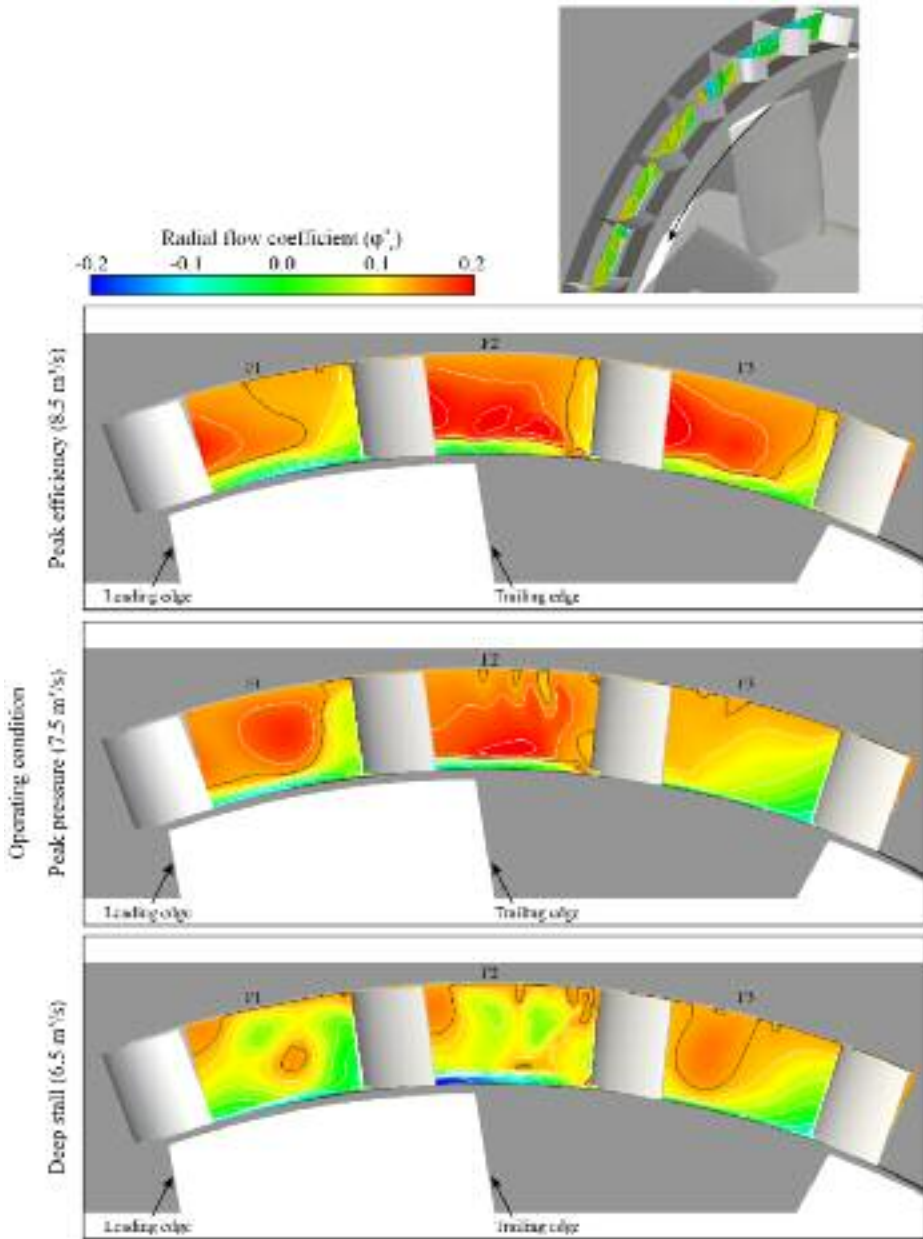 Radial flow coefficient (φ*ᵣ)
-0.2 -0.1 0.0 0.1 0.2
Operating condition
Peak efficiency (8.5 m³/s)
P1
P2
P3
Leading edge
Trailing edge
Peak pressure (7.5 m³/s)
P1
P2
P3
Leading edge
Trailing edge
Deep stall (6.5 m³/s)
P1
P2
P3
Leading edge
Trailing edge